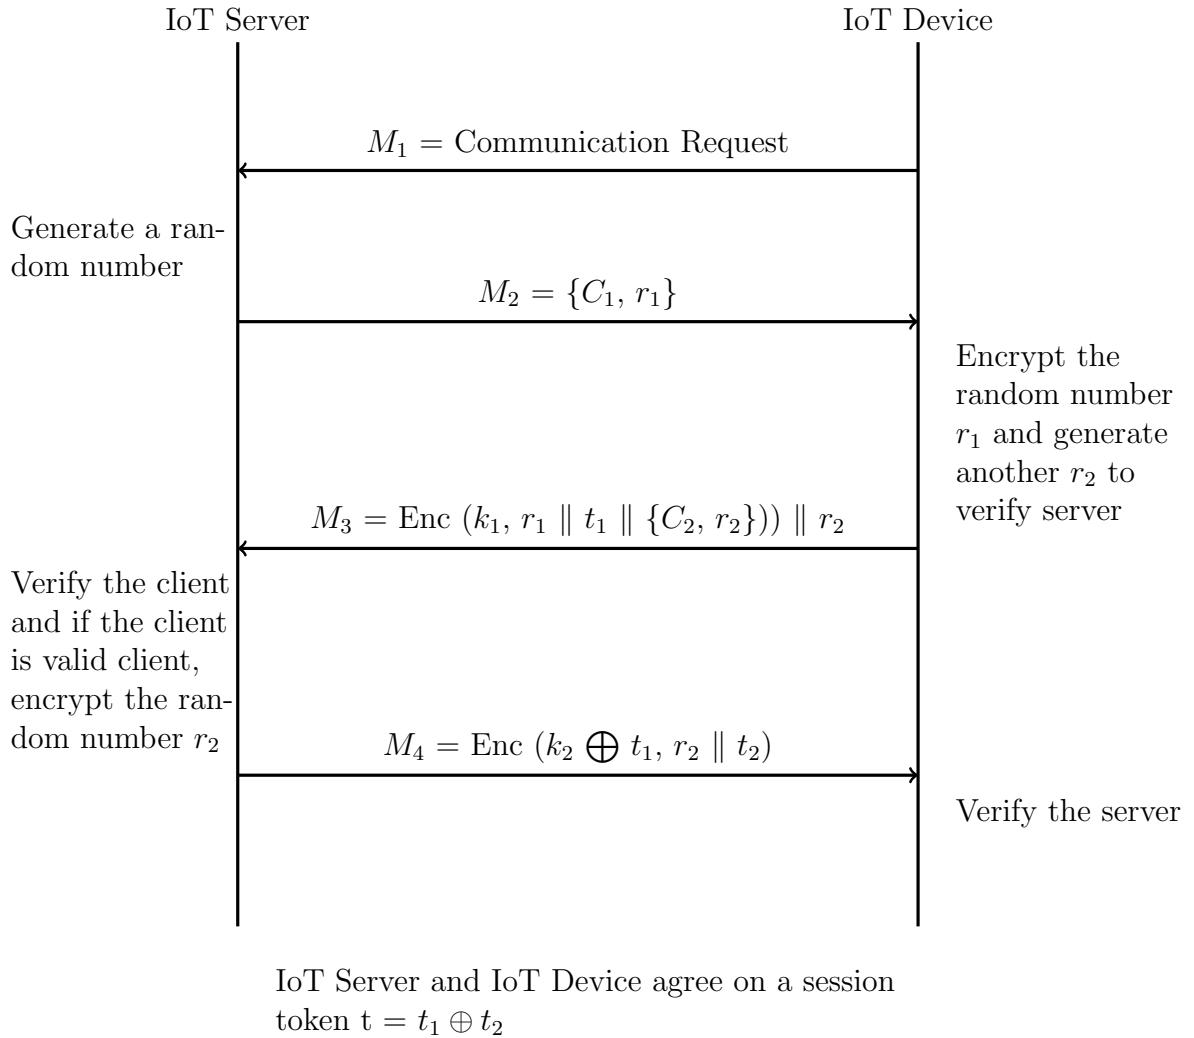 IoT Server
IoT Device
M₁ = Communication Request
Generate a ran-
dom number
M₂ = {C₁, r₁}
Encrypt the
random number
r₁ and generate
another r₂ to
verify server
M₃ = Enc (k₁, r₁ ∥ t₁ ∥ {C₂, r₂})) ∥ r₂
Verify the client
and if the client
is valid client,
encrypt the ran-
dom number r₂
M₄ = Enc (k₂ ⨁ t₁, r₂ ∥ t₂)
Verify the server
IoT Server and IoT Device agree on a session
token t = t₁ ⊕ t₂